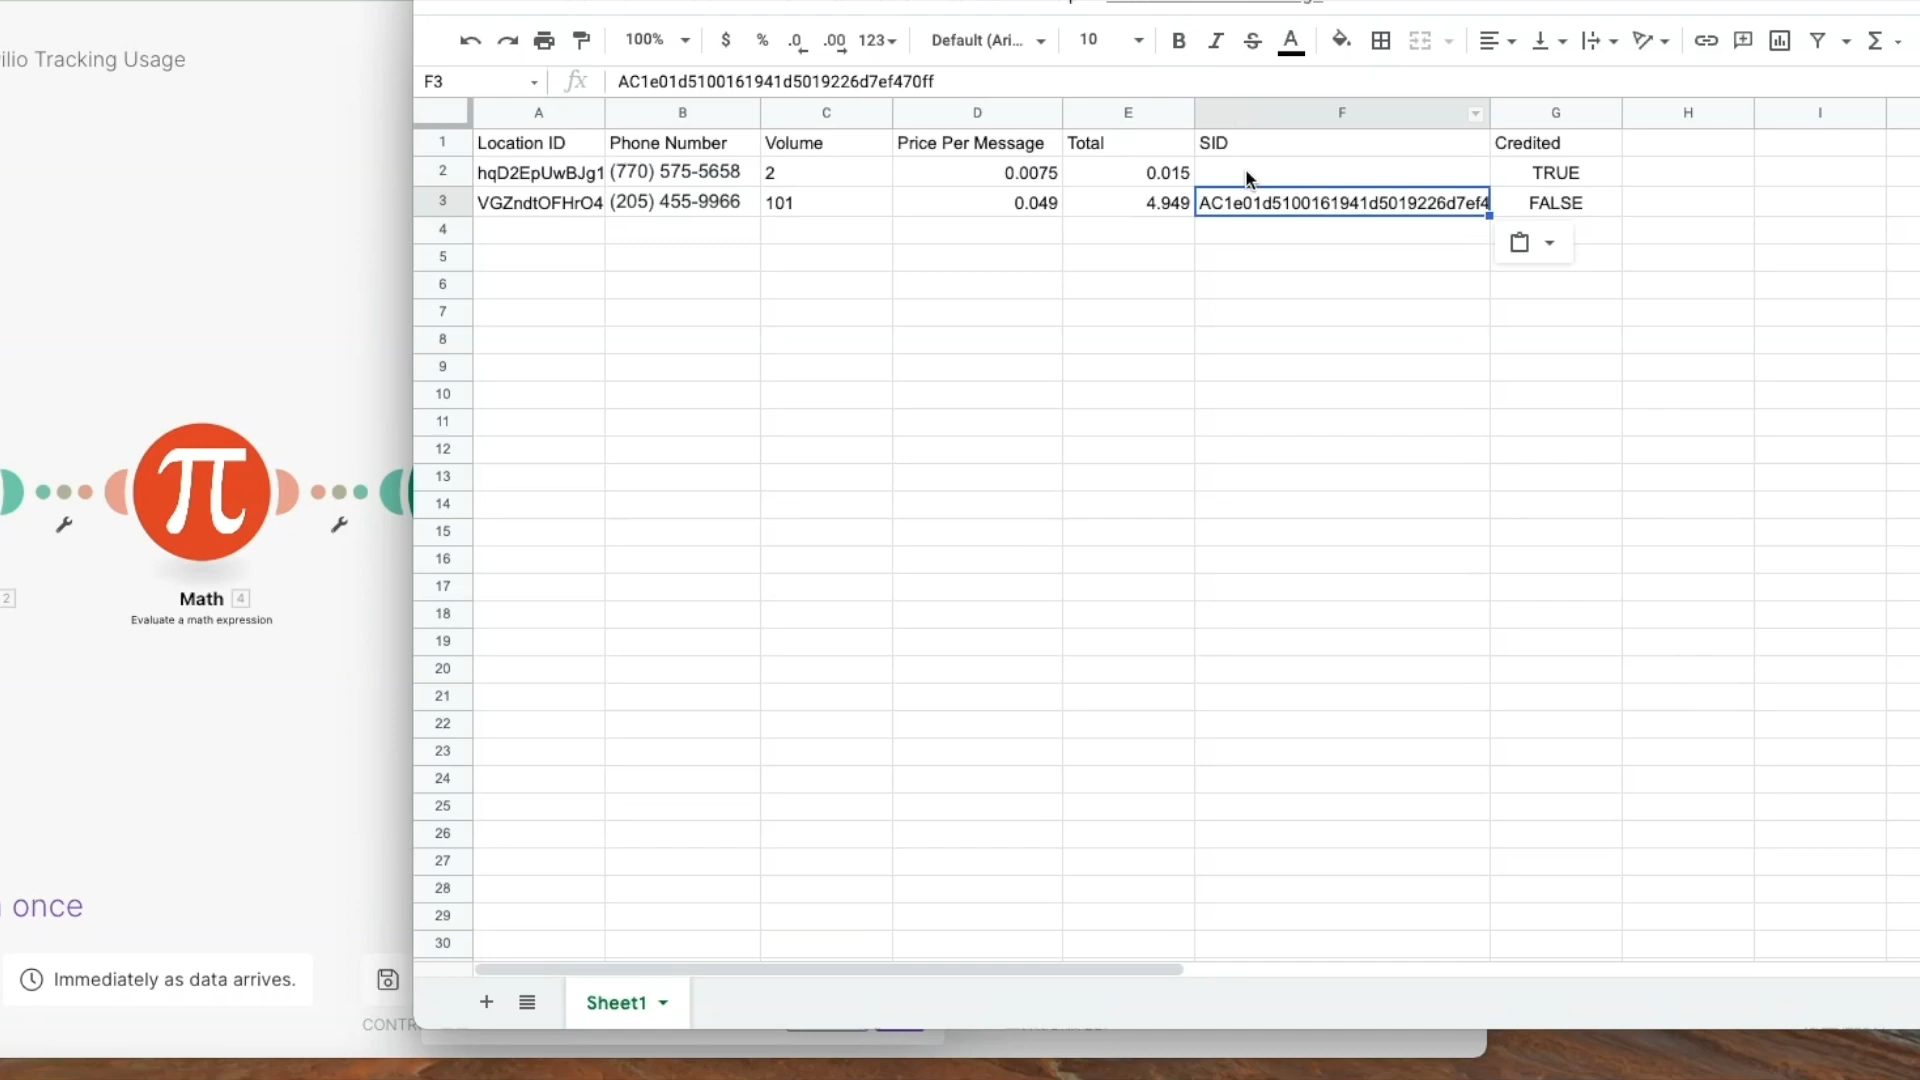 ilio Tracking Usage
100%
$ % .0 .00 123
Default (Ari...
10
B I S A
F3
fx
AC1e01d5100161941d5019226d7ef470ff
A B C D E F G H I
1 Location ID Phone Number Volume Price Per Message Total SID Credited
2 hqD2EpUwBJg1 (770) 575-5658 2 0.0075 0.015 TRUE
3 VGZndtOFHrO4 (205) 455-9966 101 0.049 4.949 AC1e01d5100161941d5019226d7ef4 FALSE
4
5
6
7
8
9
10
11
12
13
14
15
16
17
18
19
20
21
22
23
24
25
26
27
28
29
30
2
Math 4
Evaluate a math expression
once
Immediately as data arrives.
CONTR
+
Sheet1